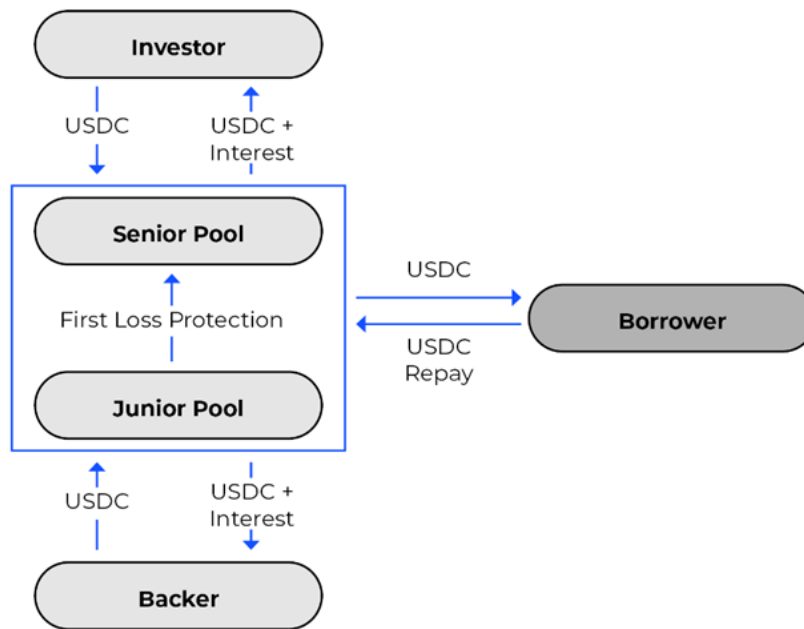 Investor
USDC
USDC +
Interest
Senior Pool
First Loss Protection
Junior Pool
USDC
USDC
Repay
Borrower
USDC
USDC +
Interest
Backer